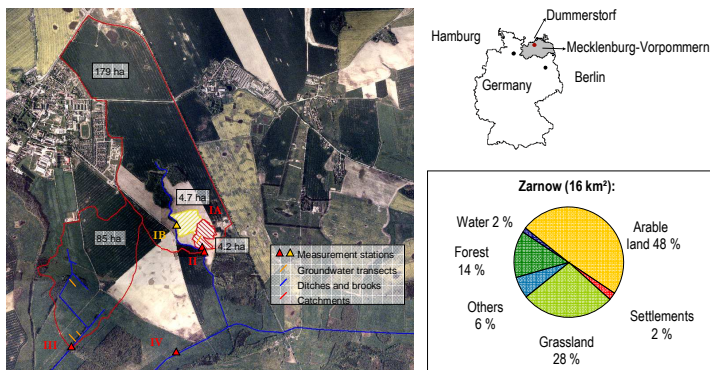 179 ha
4.7 ha
IA
IB
85 ha
4.2 ha
II
Measurement stations
Groundwater transects
Ditches and brooks
Catchments
III
IV
Dummerstorf
Hamburg
Mecklenburg-Vorpommern
Germany
Berlin
Zarnow (16 km²):
Water 2 %
Arable
land 48 %
Forest
14 %
Others
6 %
Settlements
2 %
Grassland
28 %